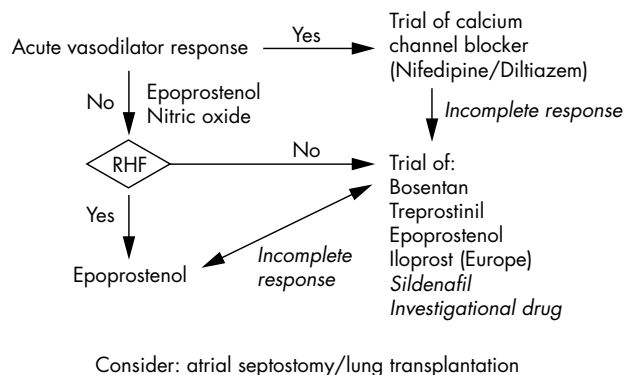 Acute vasodilator response
Yes
Trial of calcium
channel blocker
(Nifedipine/Diltiazem)
No
Epoprostenol
Nitric oxide
Incomplete response
RHF
No
Trial of:
Bosentan
Treprostinil
Epoprostenol
Iloprost (Europe)
Sildenafil
Investigational drug
Yes
Epoprostenol
Incomplete
response
Consider: atrial septostomy/lung transplantation